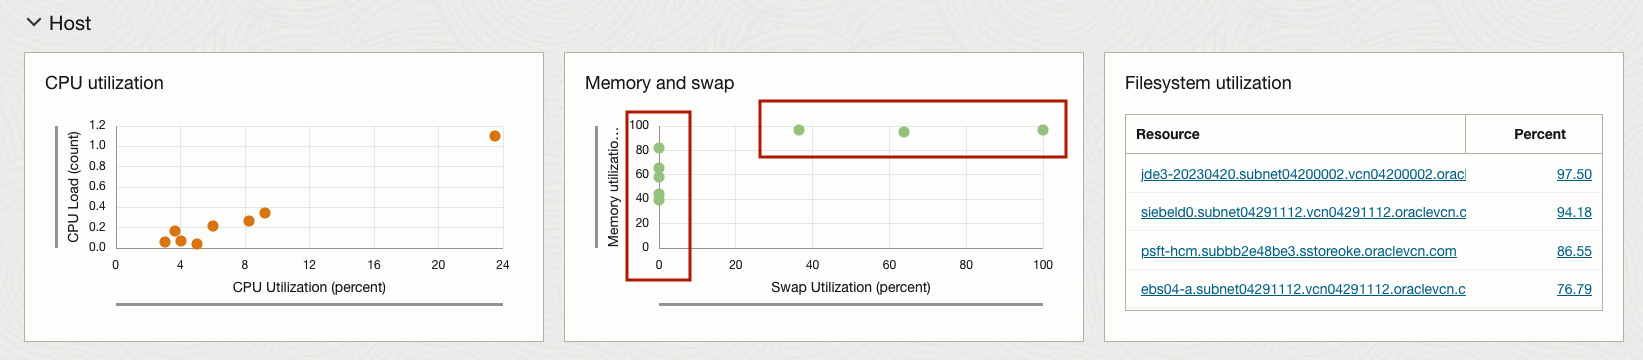 Host
CPU utilization
CPU Load (count)
1.2
1.0
0.8
0.6
0.4
0.2
0.0
0 4 8 12 16 20 24
CPU Utilization (percent)
Memory and swap
Memory utilizatio...
100
80
60
40
20
0
0 20 40 60 80 100
Swap Utilization (percent)
Filesystem utilization
Resource Percent
jde3-20230420.subnet04200002.vcn04200002.oracl 97.50
siebeld0.subnet04291112.vcn04291112.oraclevcn.c 94.18
psft-hcm.subbb2e48be3.sstoreoke.oraclevcn.com 86.55
ebs04-a.subnet04291112.vcn04291112.oraclevcn.c 76.79